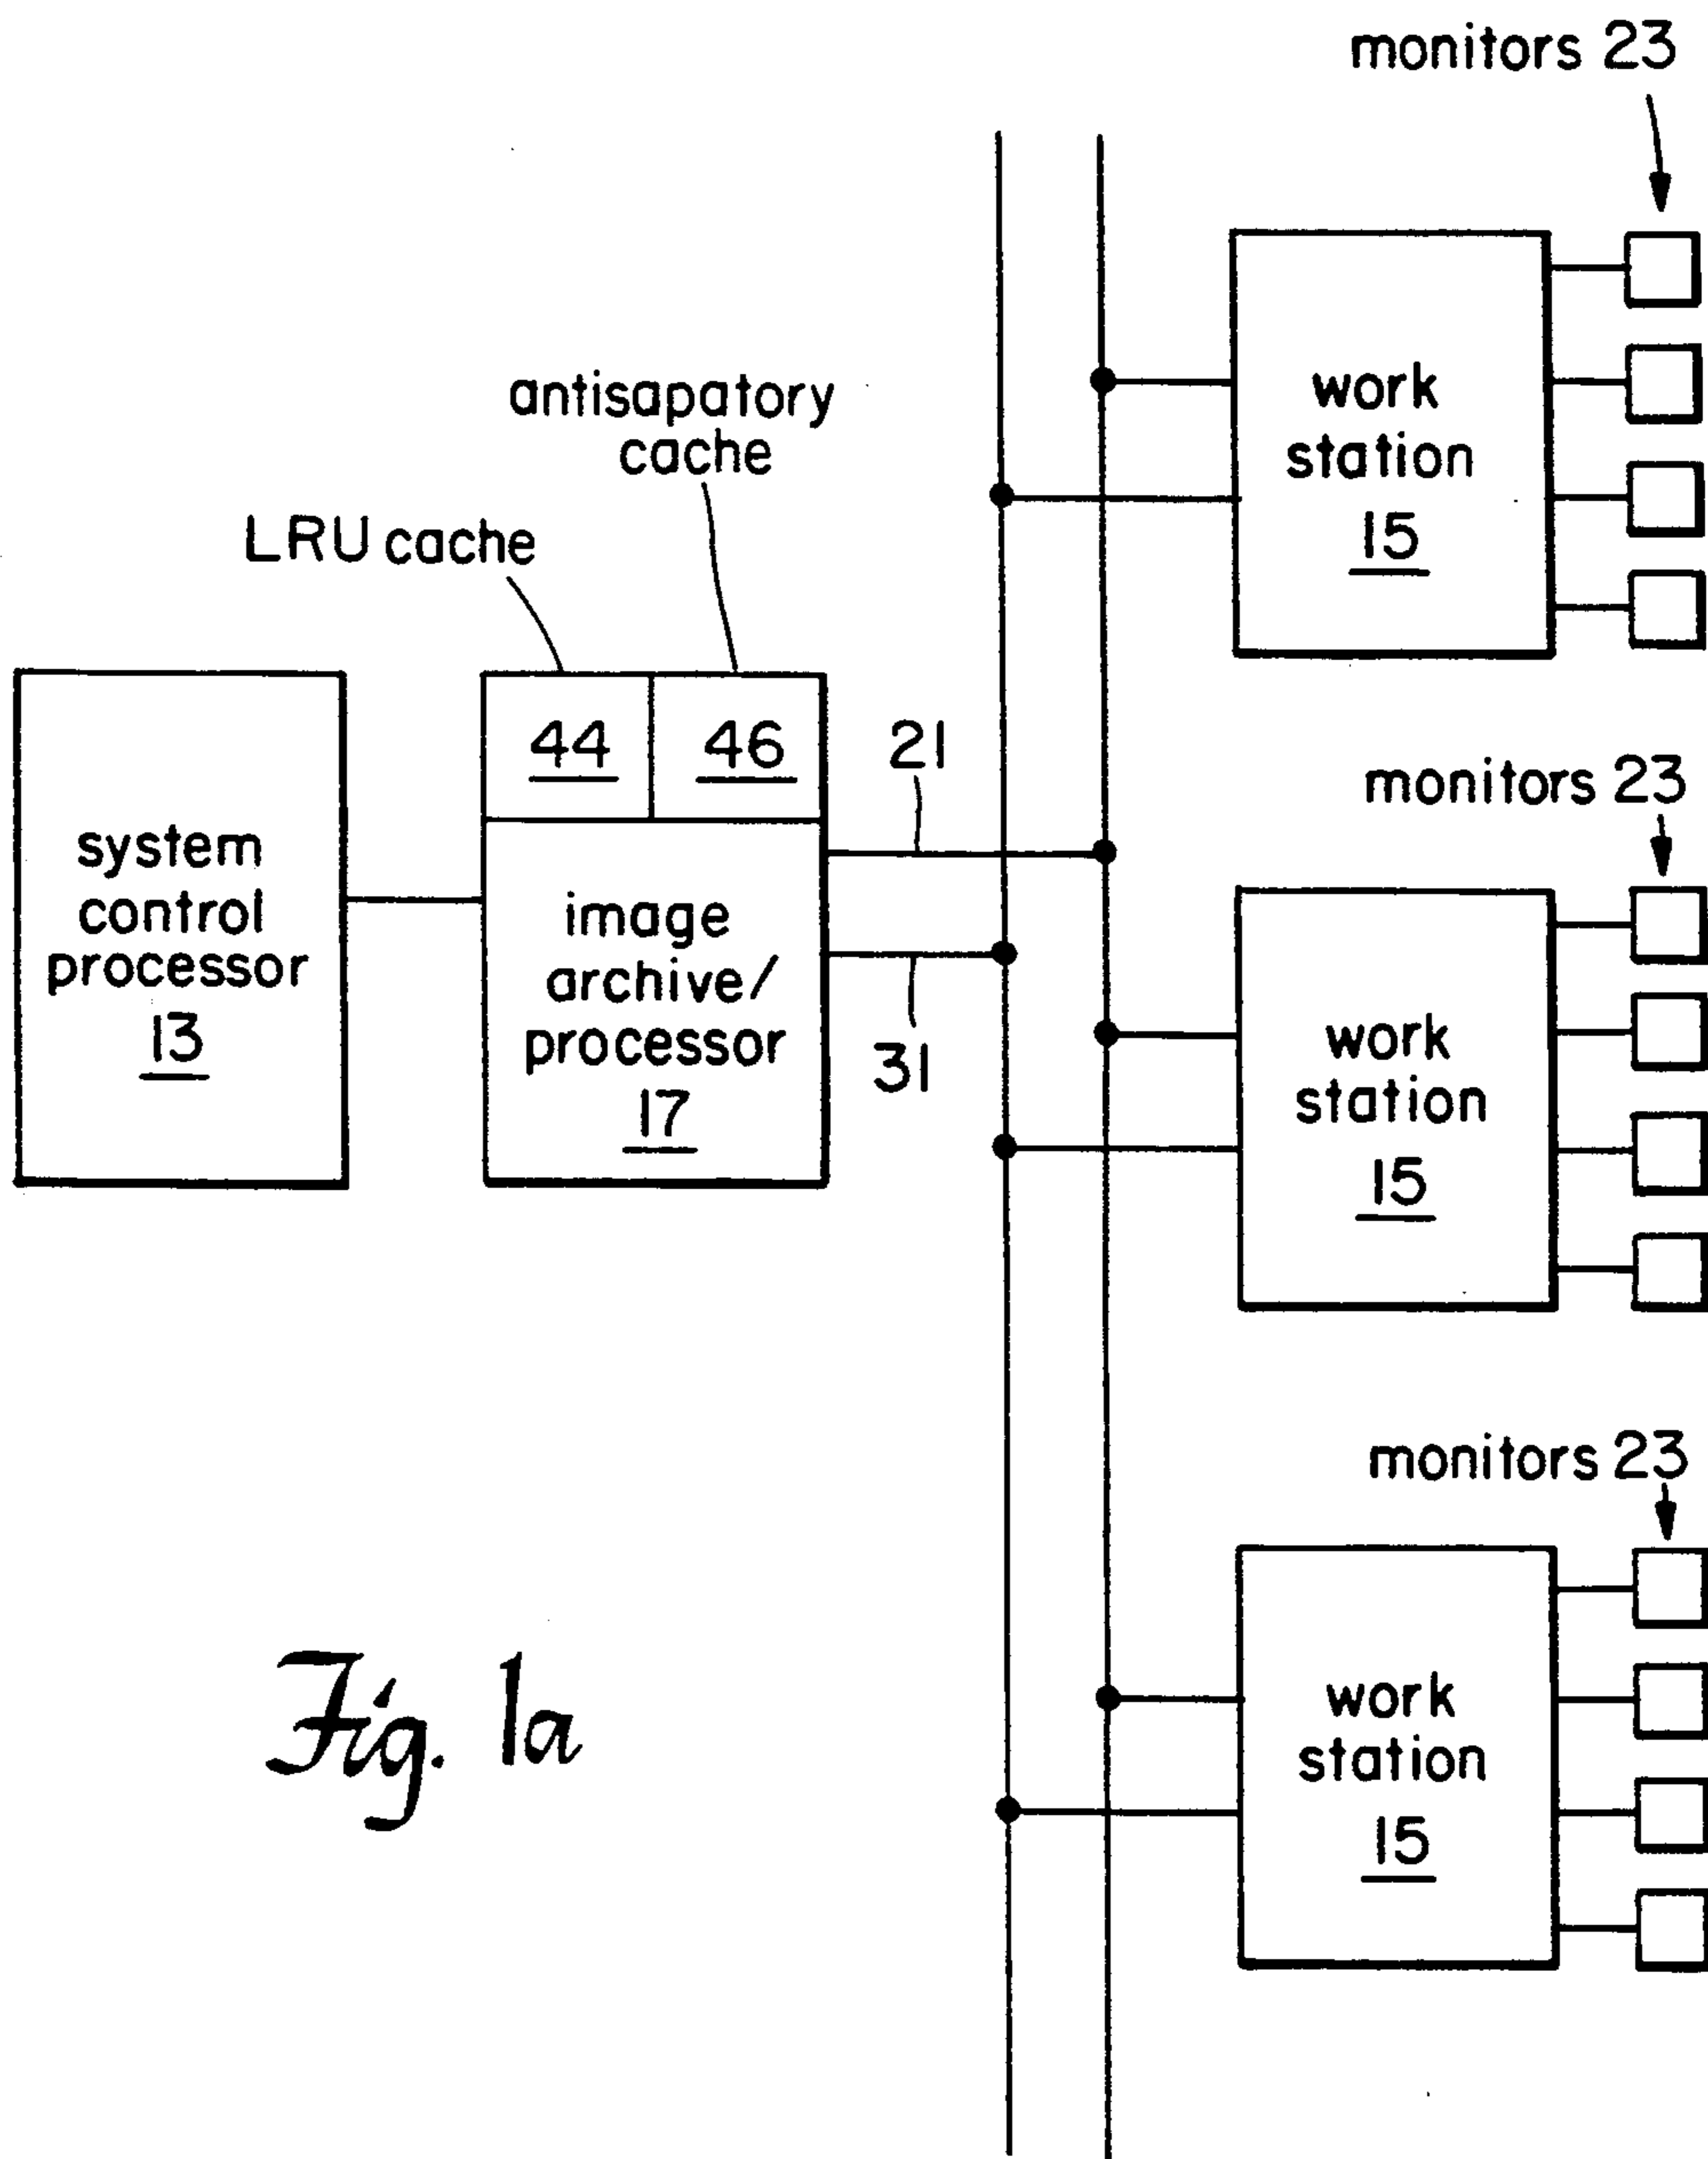 monitors 23
work
station
15
antisapatory
cache
LRU cache
44
46
21
system
control
processor
13
image
archive/
processor
17
31
monitors 23
work
station
15
monitors 23
work
station
15
Fig. 1a